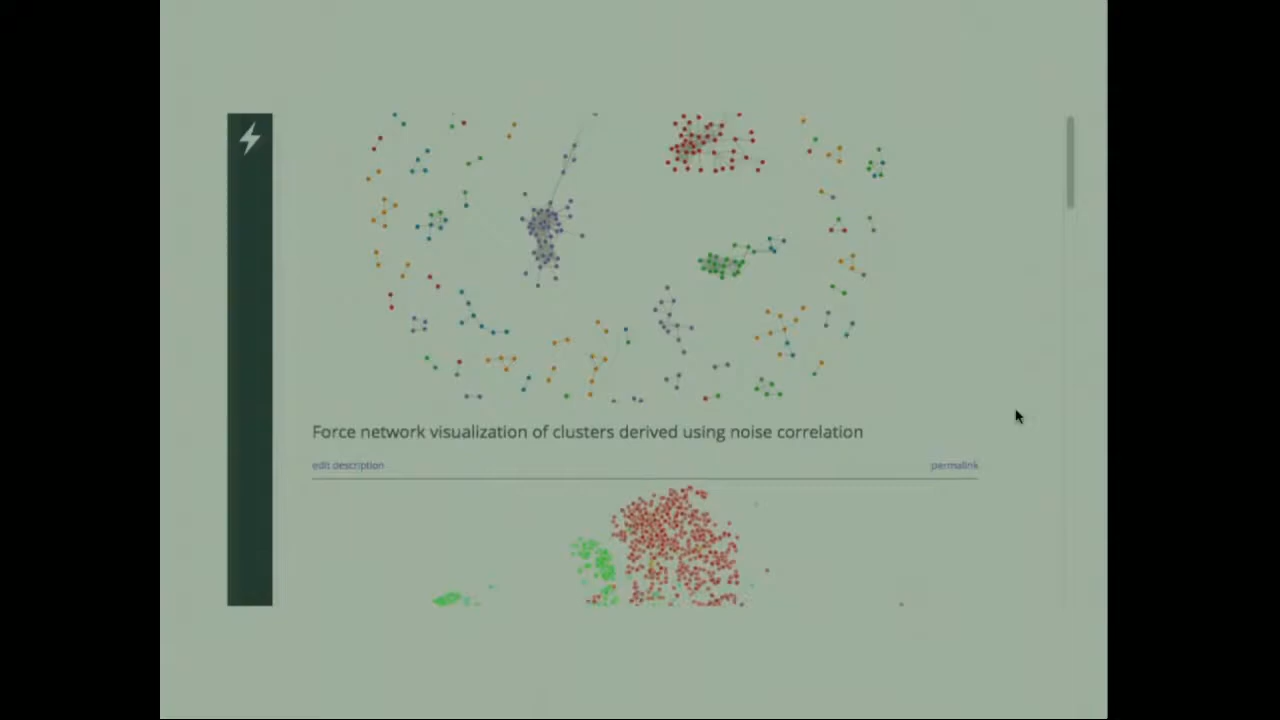 Force network visualization of clusters derived using noise correlation
edit description
permalink